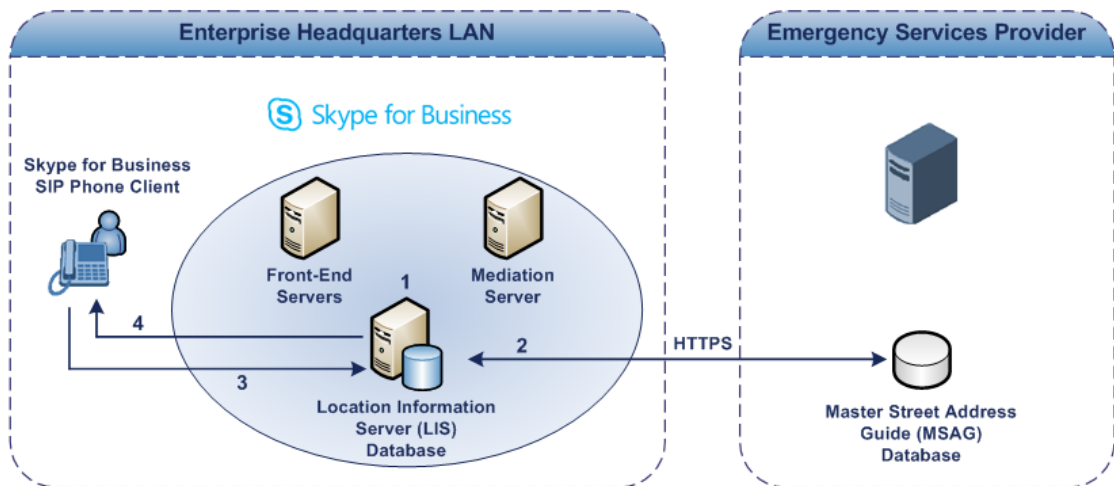 Enterprise Headquarters LAN
Emergency Services Provider
S Skype for Business
Skype for Business
SIP Phone Client
Front-End
Servers
Mediation
Server
1
4
2
HTTPS
3
Location Information
Server (LIS)
Database
Master Street Address
Guide (MSAG)
Database